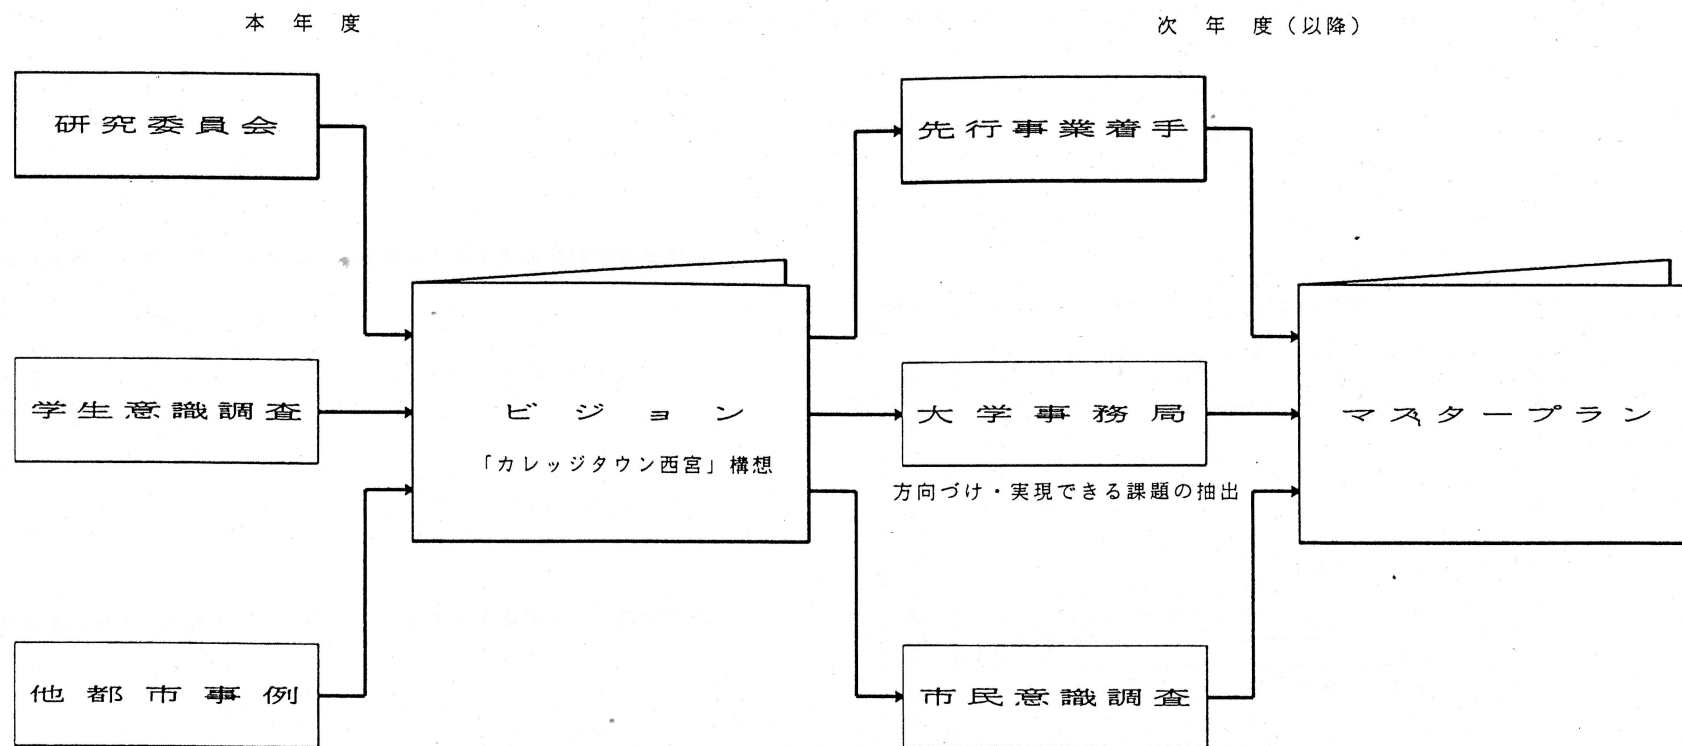 本年度
次年度（以降）
研究委員会
先行事業着手
学生意識調査
ビジョン
「カレッジタウン西宮」構想
大学事務局
方向づけ・実現できる課題の抽出
マスタープラン
他都市事例
市民意識調査